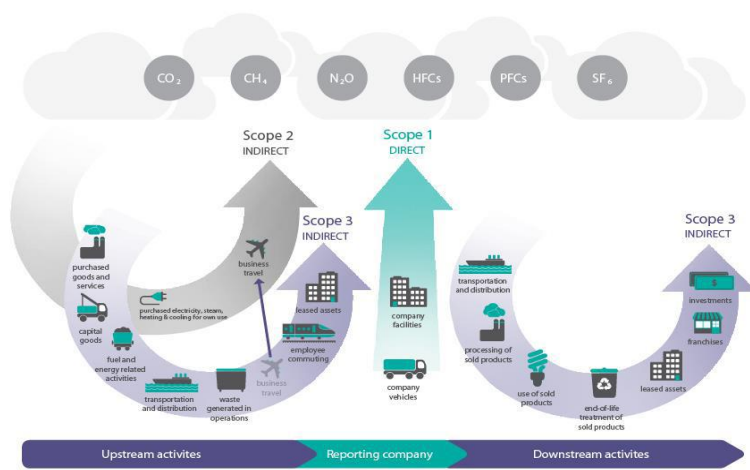 CO₂
CH₄
N₂O
HFCs
PFCs
SF₆
Scope 2
INDIRECT
Scope 1
DIRECT
Scope 3
INDIRECT
Scope 3
INDIRECT
purchased
goods and
services
capital
goods
fuel and
energy related
activities
transportation
and distribution
waste
generated in
operations
business
travel
purchased electricity, steam,
heating & cooling for own use
business
travel
employee
commuting
leased assets
company
facilities
company
vehicles
transportation
and distribution
processing of
sold products
use of sold
products
end-of-life
treatment of
sold products
leased assets
franchises
investments
Upstream activites
Reporting company
Downstream activites